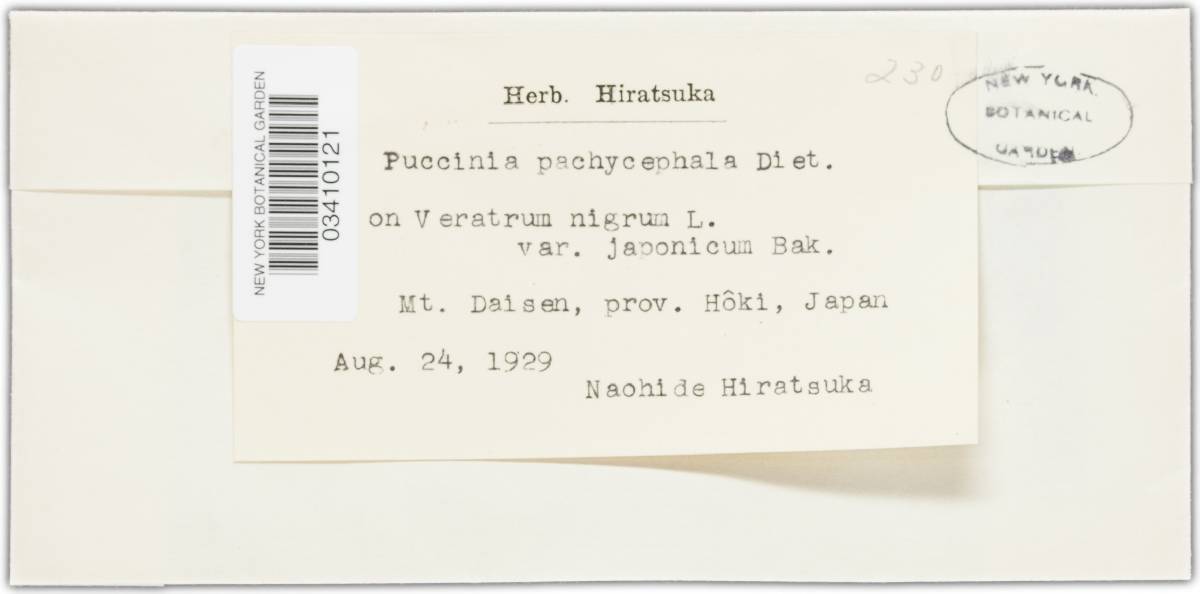 230
Herb. Hiratsuka
NEW YORK
BOTANICAL
GARDEN
NEW YORK BOTANICAL GARDEN
03410121
Puccinia pachycephala Diet.
on Veratrum nigrum L.
var. japonicum Bak.
Mt. Daisen, prov. Hôki, Japan
Aug. 24, 1929
Naohide Hiratsuka